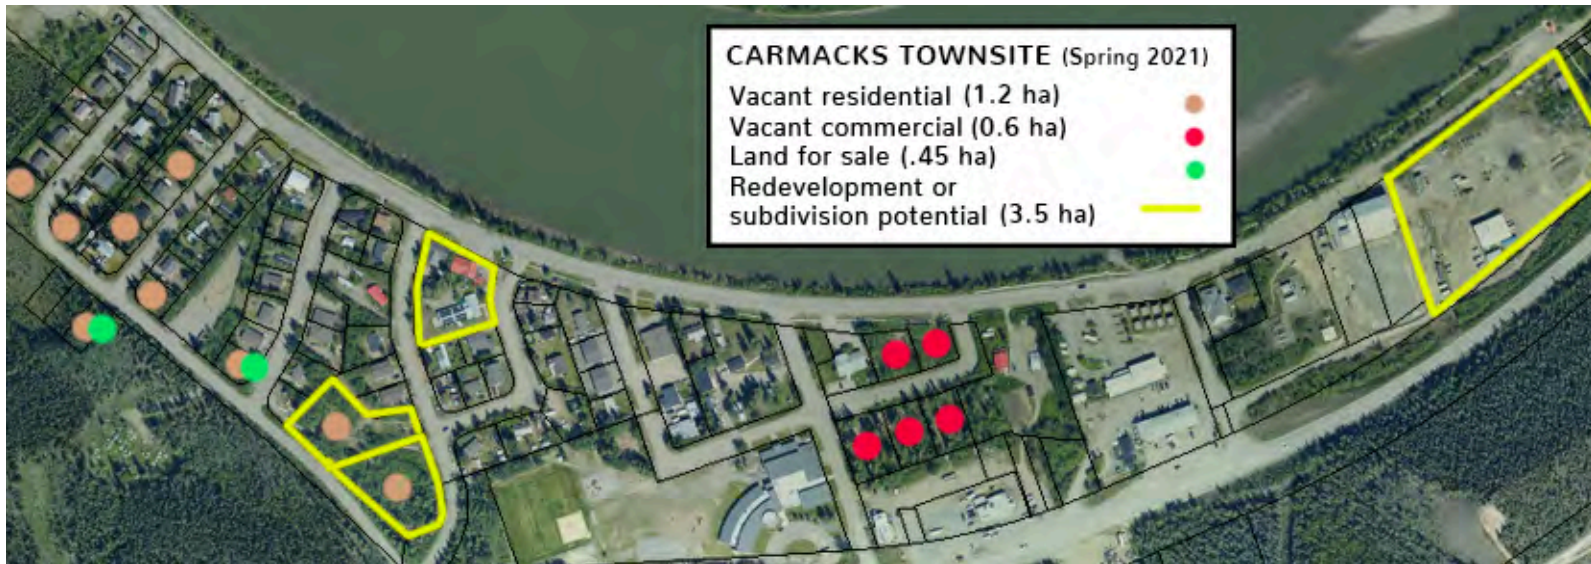 CARMACKS TOWNSITE (Spring 2021)
Vacant residential (1.2 ha)
Vacant commercial (0.6 ha)
Land for sale (.45 ha)
Redevelopment or
subdivision potential (3.5 ha)